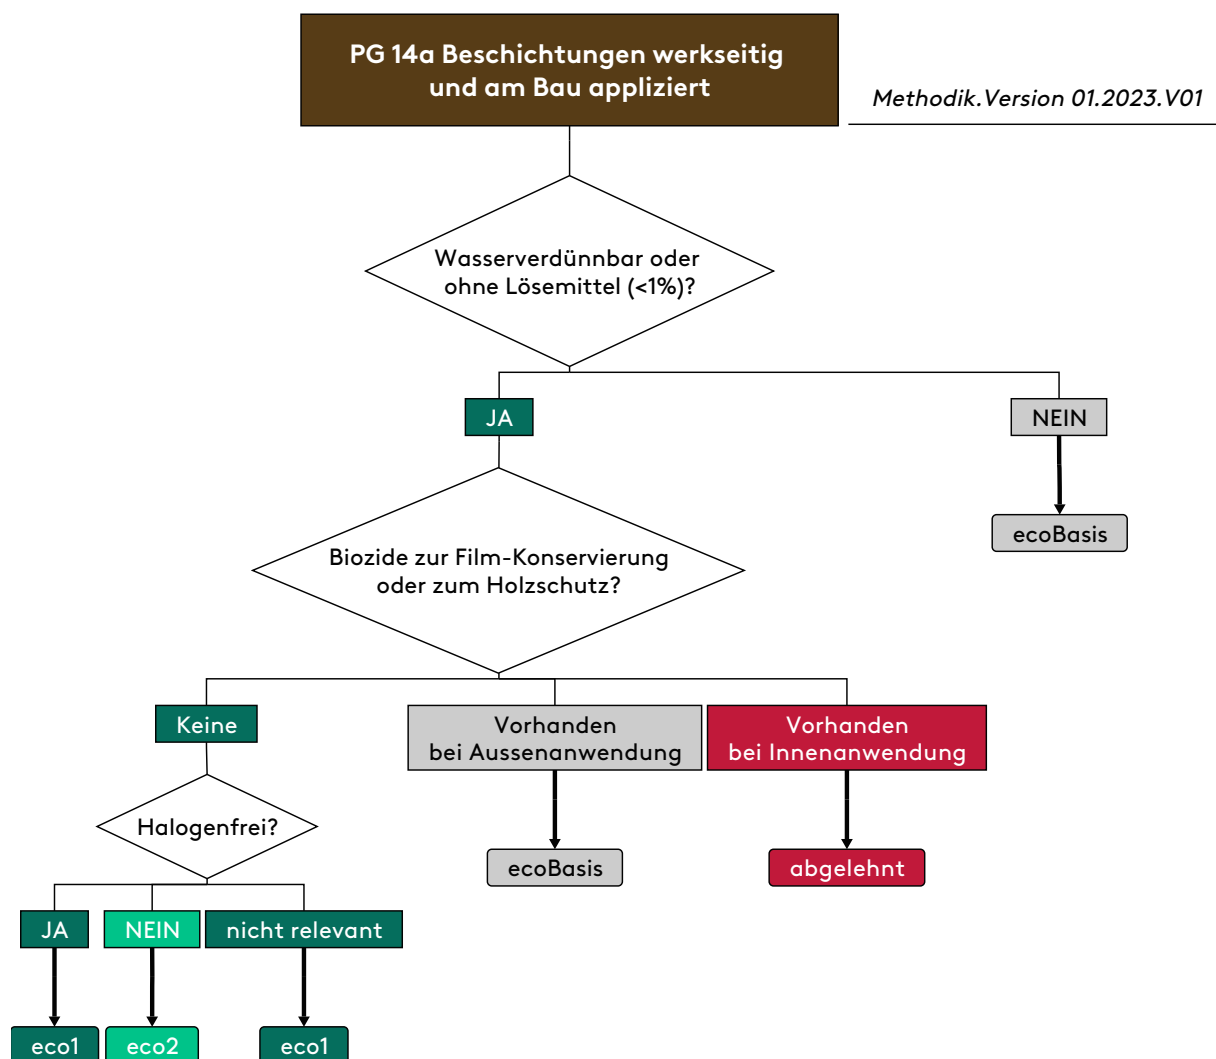 PG 14a Beschichtungen werkseitig
und am Bau appliziert
Methodik.Version 01.2023.V01
Wasserverdünnbar oder
ohne Lösemittel (<1%)?
JA
NEIN
ecoBasis
Biozide zur Film-Konservierung
oder zum Holzschutz?
Keine
Vorhanden
bei Aussenanwendung
Vorhanden
bei Innenanwendung
Halogenfrei?
ecoBasis
abgelehnt
JA
NEIN
nicht relevant
eco1
eco2
eco1